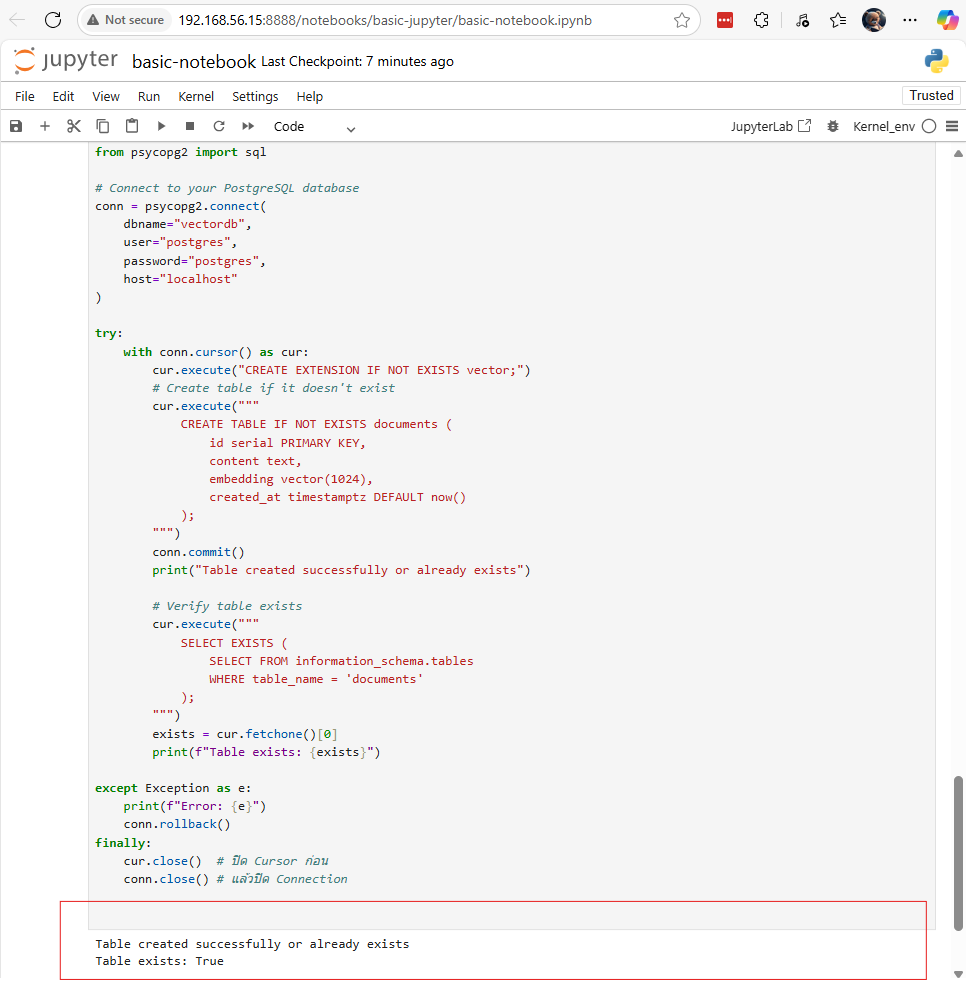 Not secure
192.168.56.15:8888/notebooks/basic-jupyter/basic-notebook.ipynb
jupyter basic-notebook Last Checkpoint: 7 minutes ago
File Edit View Run Kernel Settings Help
Trusted
Code
JupyterLab
Kernel_env
from psycopg2 import sql
# Connect to your PostgreSQL database
conn = psycopg2.connect(
    dbname="vectordb",
    user="postgres",
    password="postgres",
    host="localhost"
)
try:
    with conn.cursor() as cur:
        cur.execute("CREATE EXTENSION IF NOT EXISTS vector;")
        # Create table if it doesn't exist
        cur.execute("""
            CREATE TABLE IF NOT EXISTS documents (
                id serial PRIMARY KEY,
                content text,
                embedding vector(1024),
                created_at timestamptz DEFAULT now()
            );
        """)
        conn.commit()
        print("Table created successfully or already exists")
        # Verify table exists
        cur.execute("""
            SELECT EXISTS (
                SELECT FROM information_schema.tables
                WHERE table_name = 'documents'
            );
        """)
        exists = cur.fetchone()[0]
        print(f"Table exists: {exists}")
except Exception as e:
    print(f"Error: {e}")
    conn.rollback()
finally:
    cur.close()  # ปิด Cursor ก่อน
    conn.close() # แล้วปิด Connection
Table created successfully or already exists
Table exists: True